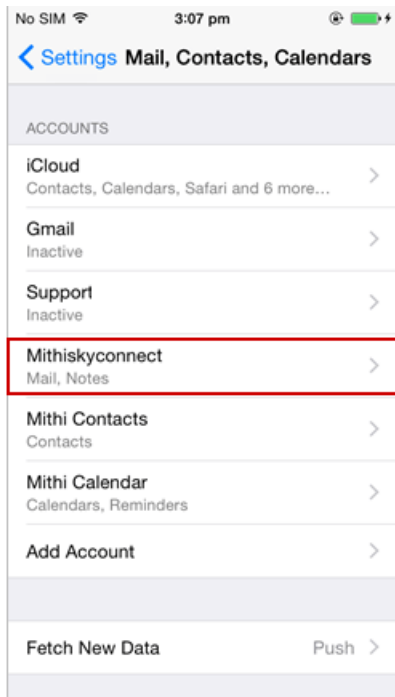 No SIM 3:07 pm
Settings Mail, Contacts, Calendars
ACCOUNTS
iCloud
Contacts, Calendars, Safari and 6 more...
Gmail
Inactive
Support
Inactive
Mithiskyconnect
Mail, Notes
Mithi Contacts
Contacts
Mithi Calendar
Calendars, Reminders
Add Account
Fetch New Data Push